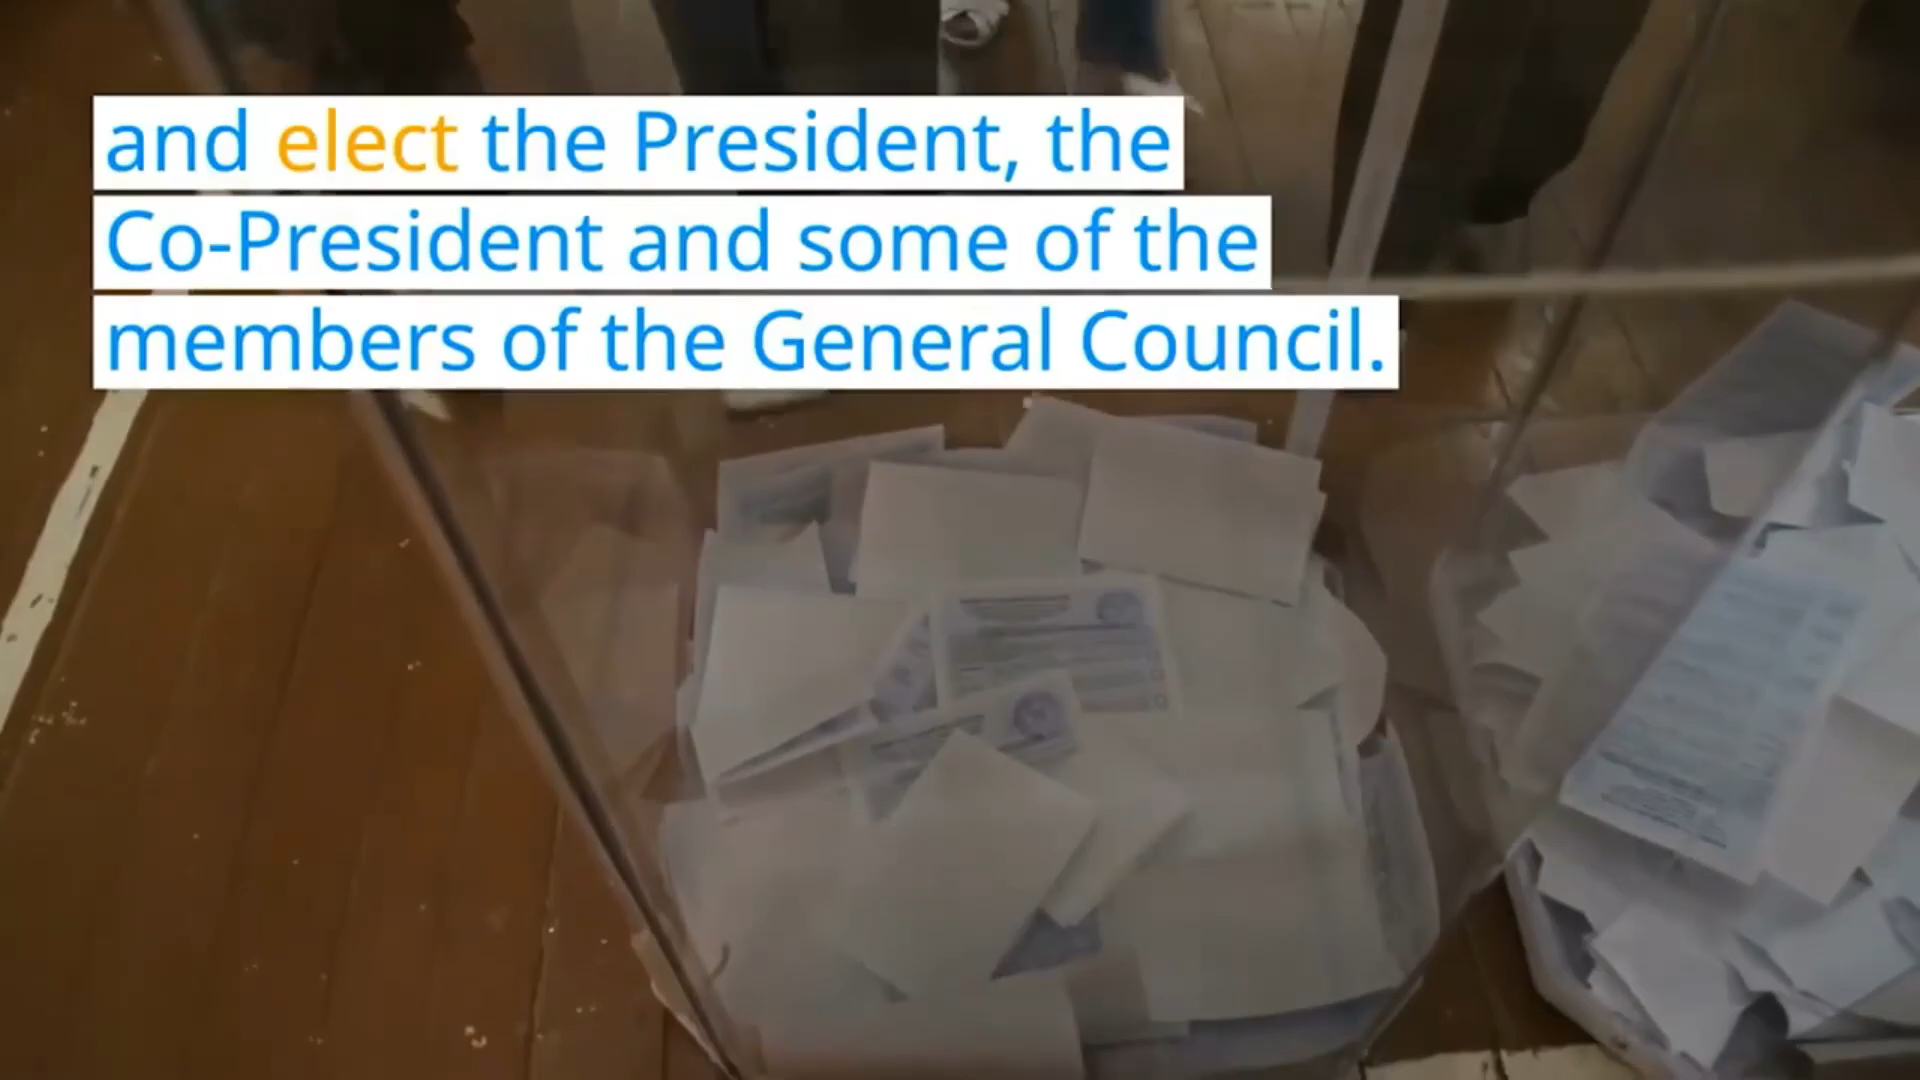 and elect the President, the
Co-President and some of the
members of the General Council.